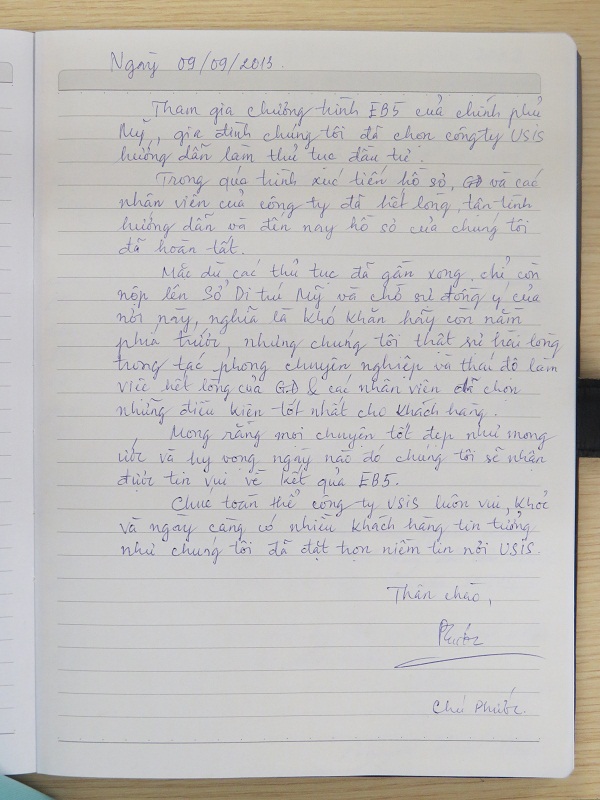 Ngày 09/09/2013.
Tham gia chương trình EB5 của chính phủ
Mỹ, gia đình chúng tôi đã chọn công ty USIS
hướng dẫn làm thủ tục đầu tư.
Trong quá trình xúc tiến hồ sơ, GĐ và các
nhân viên của công ty đã hết lòng, tận tình
hướng dẫn và đến nay hồ sơ của chúng tôi
đã hoàn tất.
Mặc dù các thủ tục đã gần xong, chỉ còn
nộp lên Sở Di trú Mỹ và chờ sự đồng ý của
nơi này, nghĩa là khó khăn hãy còn nằm
phía trước, nhưng chúng tôi thật sự hài lòng
trong tác phong chuyên nghiệp và thái độ làm
việc hết lòng của GĐ & các nhân viên đã chọn
những điều kiện tốt nhất cho khách hàng.
Mong rằng mọi chuyện tốt đẹp như mong
ước và hy vọng ngày nào đó chúng tôi sẽ nhận
được tin vui về kết quả EB5.
Chúc toàn thể công ty USIS luôn vui, khỏe
và ngày càng có nhiều khách hàng tin tưởng
như chúng tôi đã đặt trọn niềm tin nơi USIS.
Thân chào,
Phước
Chú Phước.